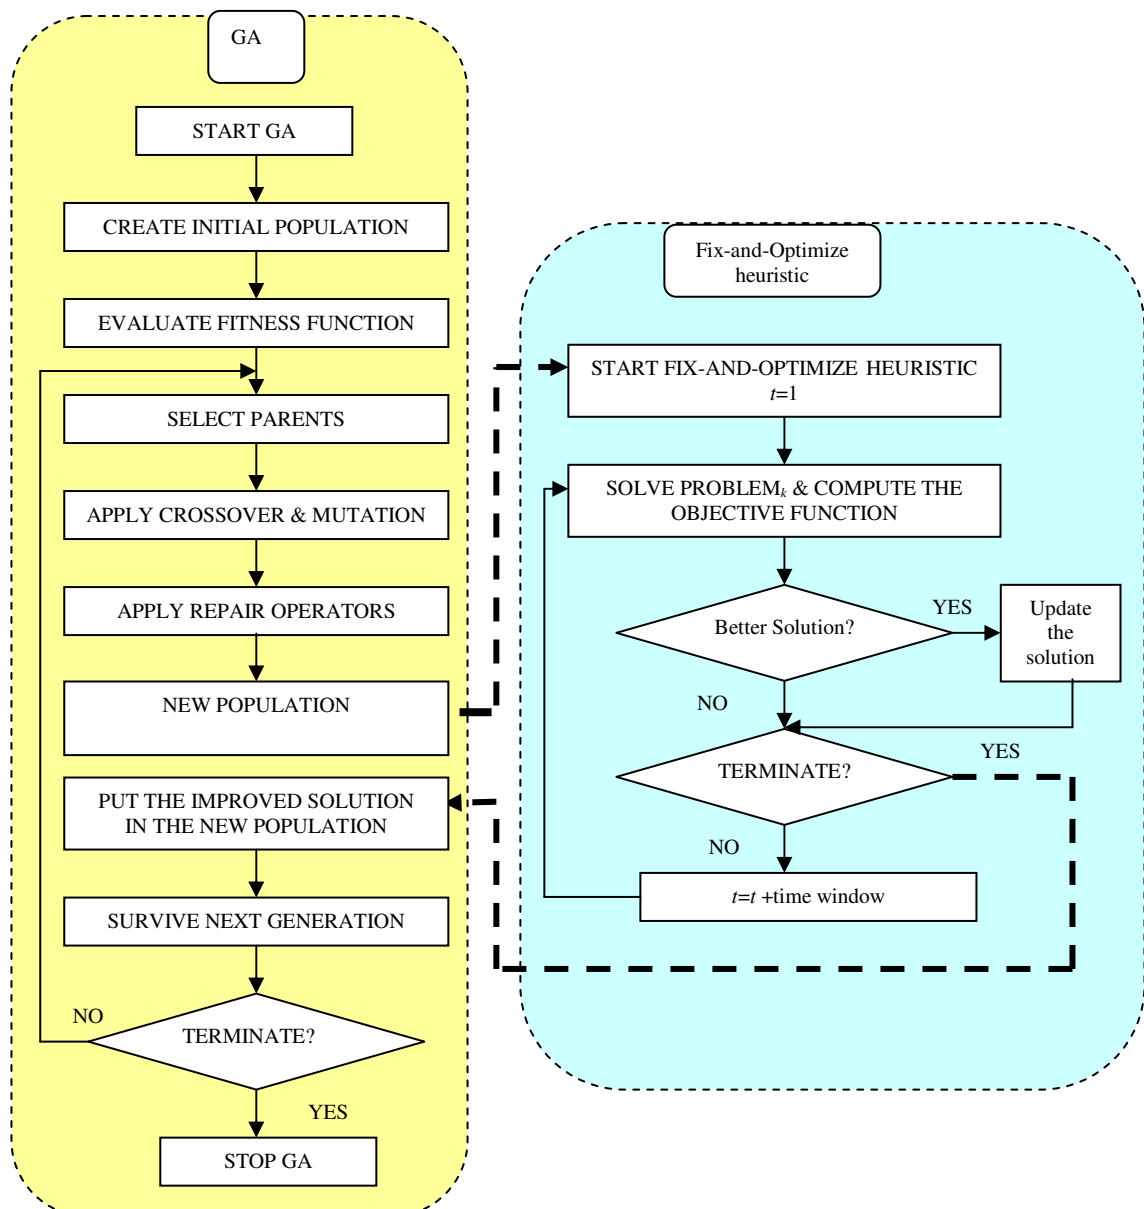 GA
START GA
CREATE INITIAL POPULATION
EVALUATE FITNESS FUNCTION
SELECT PARENTS
APPLY CROSSOVER & MUTATION
APPLY REPAIR OPERATORS
NEW POPULATION
PUT THE IMPROVED SOLUTION
IN THE NEW POPULATION
SURVIVE NEXT GENERATION
NO
TERMINATE?
YES
STOP GA
Fix-and-Optimize
heuristic
START FIX-AND-OPTIMIZE HEURISTIC
t=1
SOLVE PROBLEMₖ & COMPUTE THE
OBJECTIVE FUNCTION
Better Solution?
YES
Update
the
solution
NO
TERMINATE?
YES
NO
t=t +time window